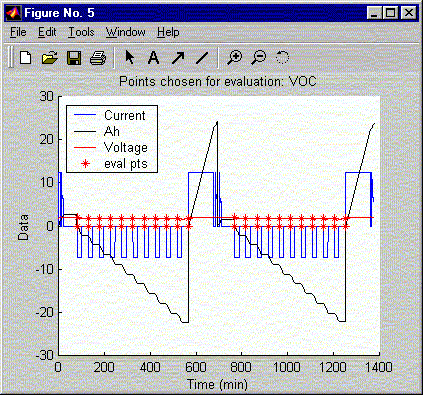 Figure No. 5
File Edit Tools Window Help
A
Points chosen for evaluation: VOC
30
20
10
0
-10
-20
-30
Data
Current
Ah
Voltage
eval pts
0 200 400 600 800 1000 1200 1400
Time (min)